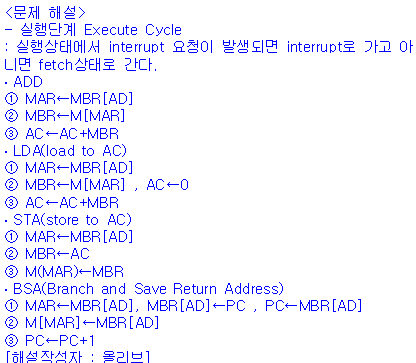 <문제 해설>
- 실행단계 Execute Cycle
: 실행상태에서 interrupt 요청이 발생되면 interrupt로 가고 아
니면 fetch상태로 간다.
· ADD
① MAR←MBR[AD]
② MBR←M[MAR]
③ AC←AC+MBR
· LDA(load to AC)
① MAR←MBR[AD]
② MBR←M[MAR] , AC←0
③ AC←AC+MBR
· STA(store to AC)
① MAR←MBR[AD]
② MBR←AC
③ M(MAR)←MBR
· BSA(Branch and Save Return Address)
① MAR←MBR[AD], MBR[AD]←PC , PC←MBR[AD]
② M[MAR]←MBR[AD]
③ PC←PC+1
[해설작성자 : 올리브]